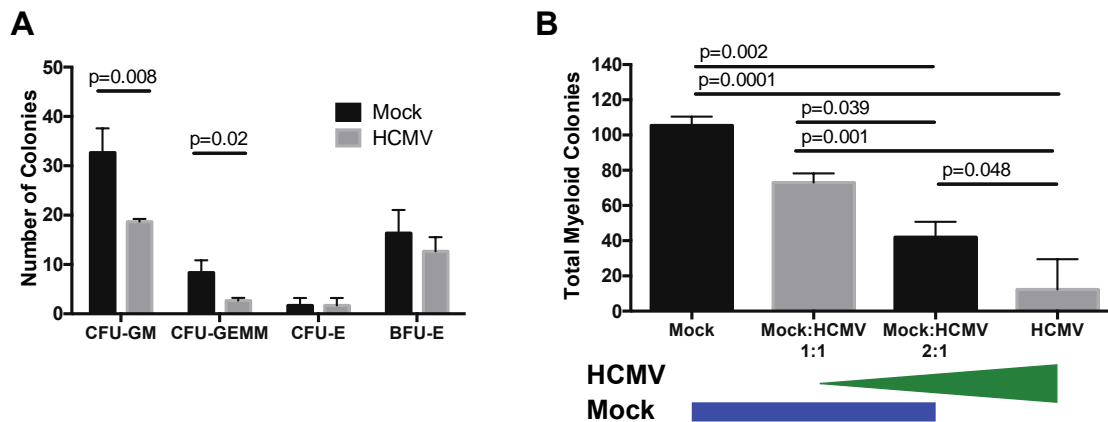 A
Number of Colonies
50
40
30
20
10
0
p=0.008
p=0.02
Mock
HCMV
CFU-GM
CFU-GEMM
CFU-E
BFU-E
B
Total Myeloid Colonies
140
120
100
80
60
40
20
0
p=0.002
p=0.0001
p=0.039
p=0.001
p=0.048
Mock
Mock:HCMV
1:1
Mock:HCMV
2:1
HCMV
HCMV
Mock